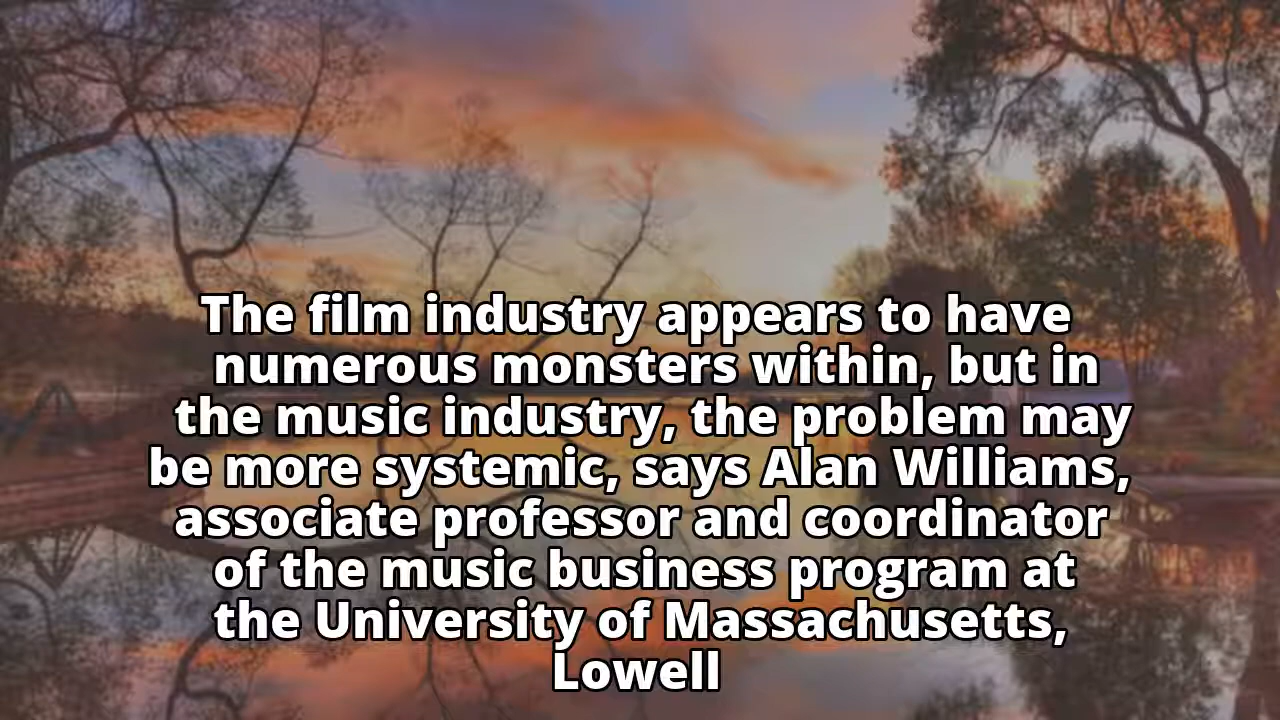 The film industry appears to have
numerous monsters within, but in
the music industry, the problem may
be more systemic, says Alan Williams,
associate professor and coordinator
of the music business program at
the University of Massachusetts,
Lowell